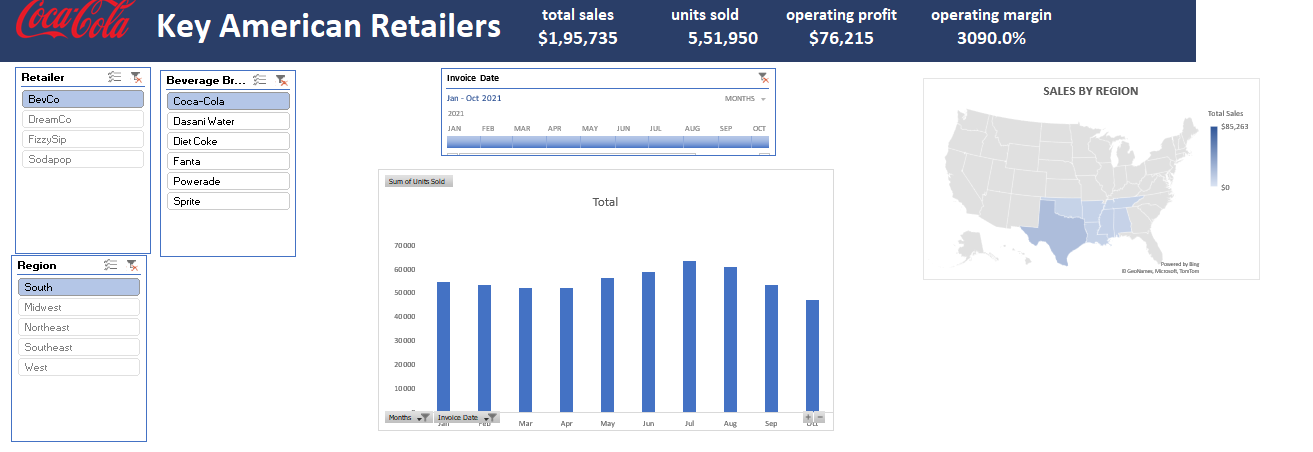 Coca-Cola
Key American Retailers
total sales
$1,95,735
units sold
5,51,950
operating profit
$76,215
operating margin
3090.0%
Retailer
BevCo
DreamCo
FizzySip
Sodapop
Beverage Br...
Coca-Cola
Dasani Water
Diet Coke
Fanta
Powerade
Sprite
Region
South
Midwest
Northeast
Southeast
West
Invoice Date
Jan - Oct 2021
MONTHS
2021
JAN FEB MAR APR MAY JUN JUL AUG SEP OCT
Sum of Units Sold
Total
70000
60000
50000
40000
30000
20000
10000
Months
Invoice Date
Jan Feb Mar Apr May Jun Jul Aug Sep Oct
SALES BY REGION
Total Sales
$85,263
$0
Powered by Bing
© GeoNames, Microsoft, TomTom